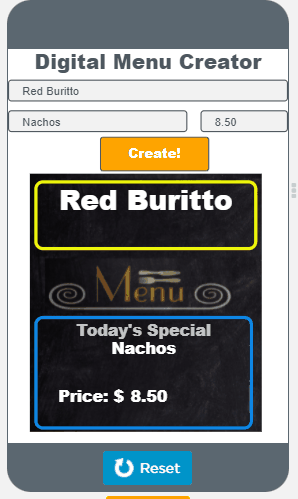 Digital Menu Creator
Red Buritto
Nachos 8.50
Create!
Red Buritto
Menu
Today's Special
Nachos
Price: $ 8.50
Reset